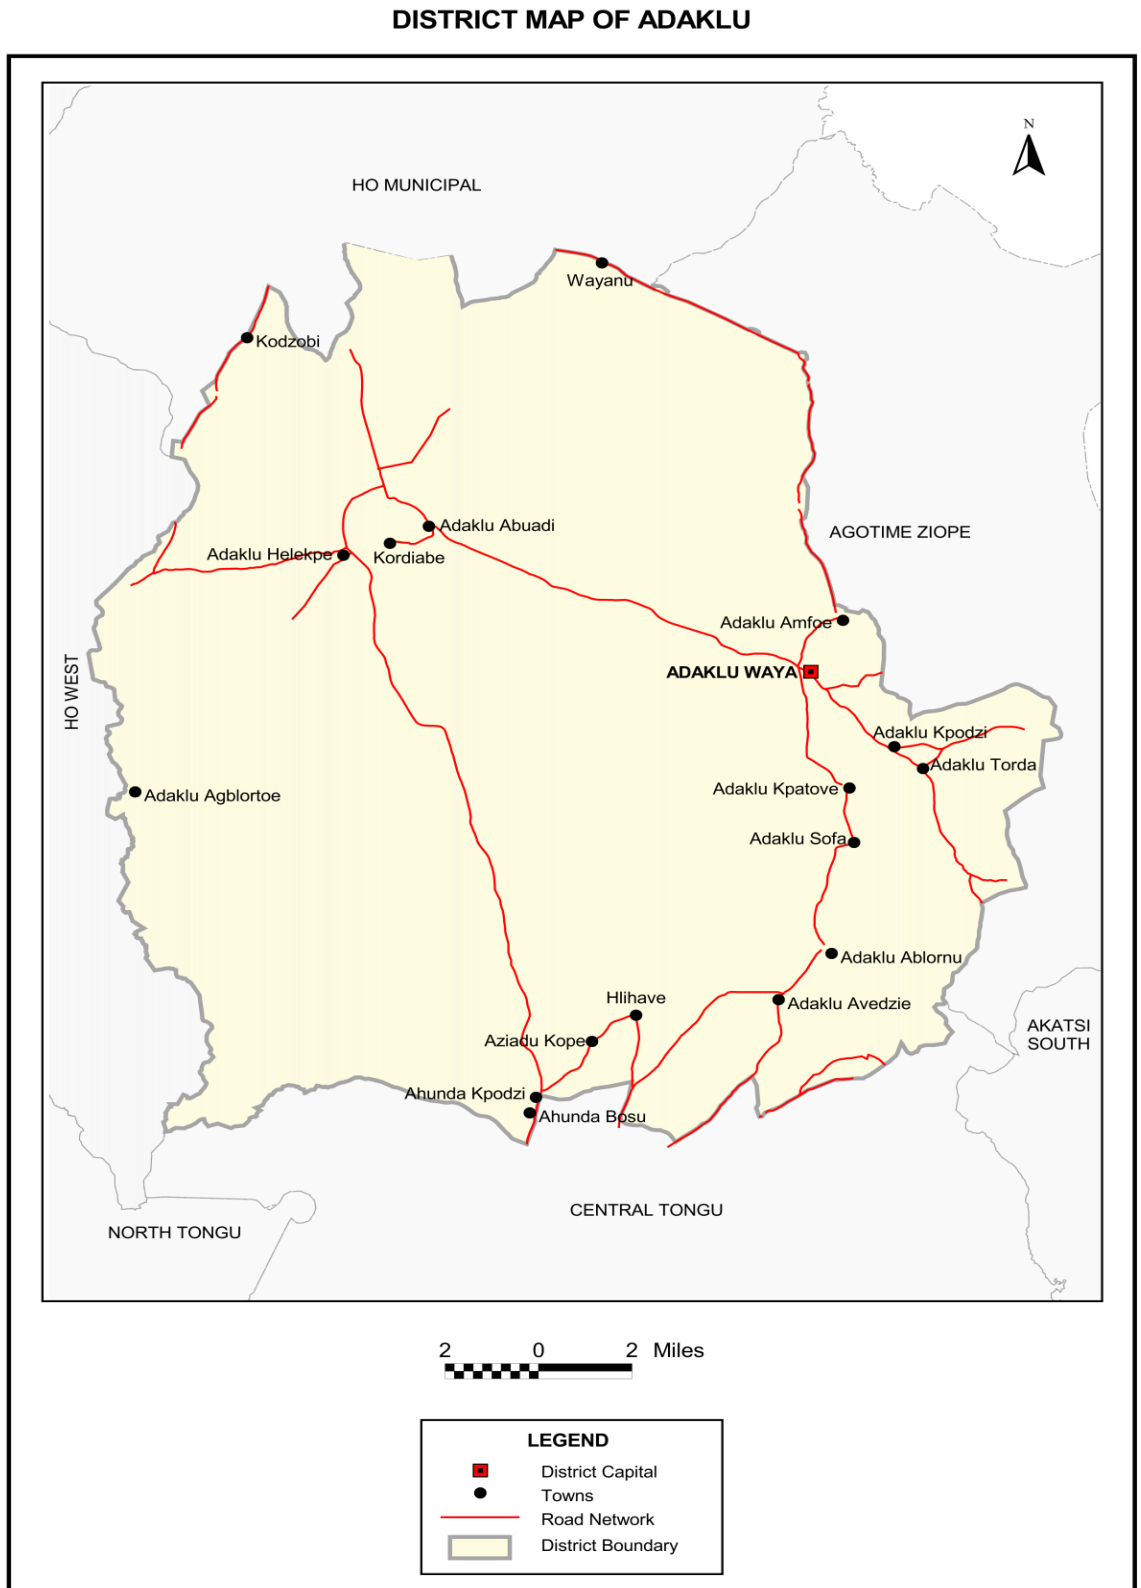 DISTRICT MAP OF ADAKLU
N
HO MUNICIPAL
Wayanu
Kodzobi
Adaklu Abuadi
AGOTIME ZIOPE
Adaklu Helekpe
Kordiabe
Adaklu Amfoe
HO WEST
ADAKLU WAYA
Adaklu Kpodzi
Adaklu Torda
Adaklu Kpatove
Adaklu Agblortoe
Adaklu Sofa
Adaklu Ablornu
Hlihave
Adaklu Avedzie
AKATSI
SOUTH
Aziadu Kope
Ahunda Kpodzi
Ahunda Bosu
CENTRAL TONGU
NORTH TONGU
2 0 2 Miles
LEGEND
District Capital
Towns
Road Network
District Boundary